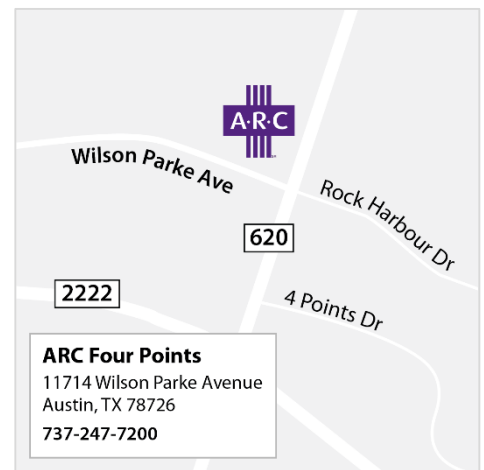 A·R·C
Wilson Parke Ave
Rock Harbour Dr
620
2222
4 Points Dr
ARC Four Points
11714 Wilson Parke Avenue
Austin, TX 78726
737-247-7200